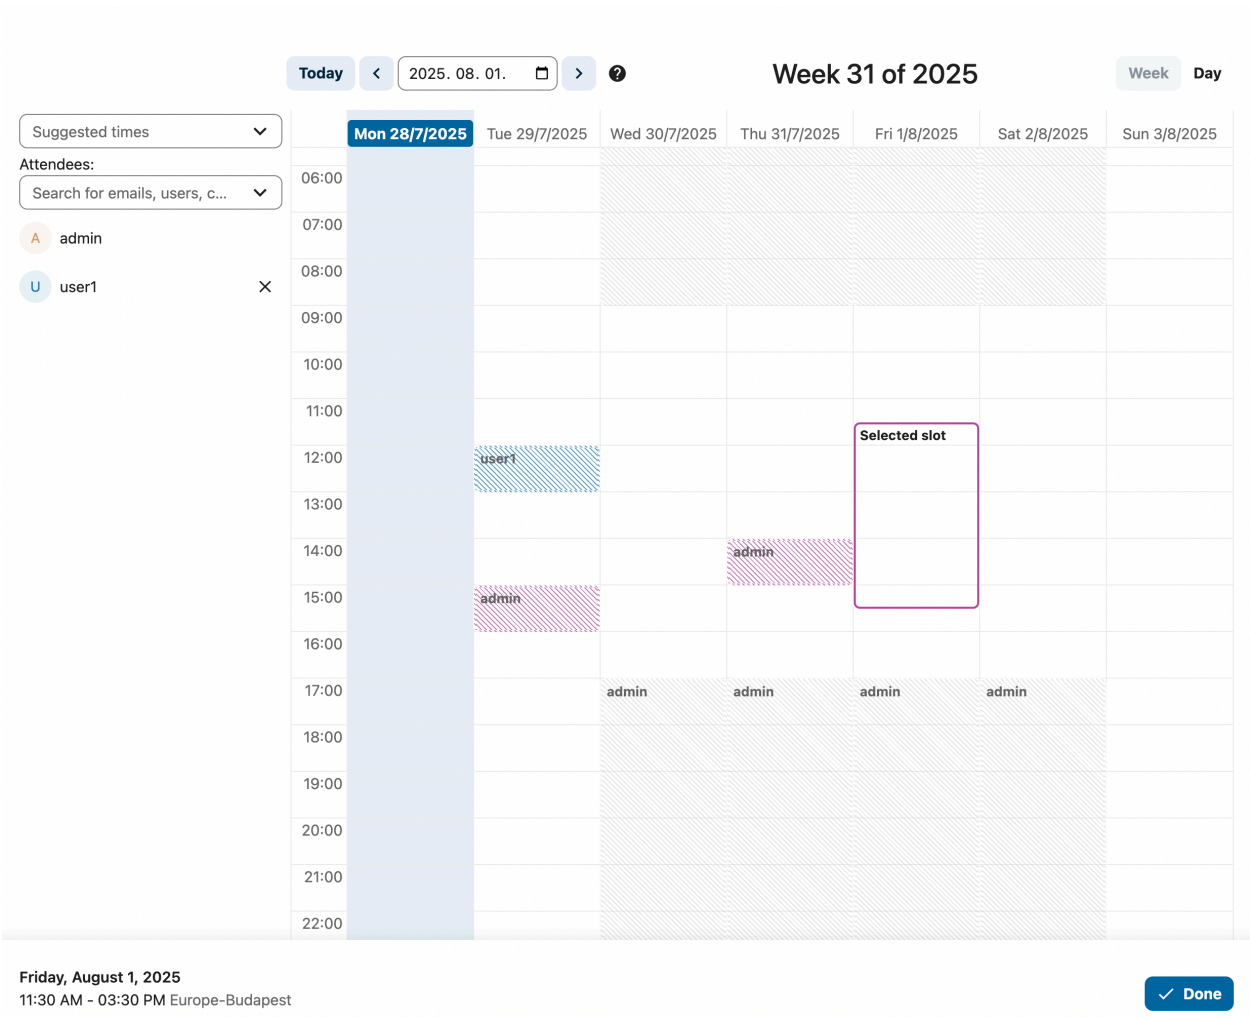 Today
2025. 08. 01.
Week 31 of 2025
Week
Day
Suggested times
Attendees:
Search for emails, users, c...
A
admin
U
user1
Mon 28/7/2025
Tue 29/7/2025
Wed 30/7/2025
Thu 31/7/2025
Fri 1/8/2025
Sat 2/8/2025
Sun 3/8/2025
06:00
07:00
08:00
09:00
10:00
11:00
Selected slot
12:00
user1
13:00
14:00
admin
15:00
admin
16:00
17:00
admin
admin
admin
admin
18:00
19:00
20:00
21:00
22:00
Friday, August 1, 2025
11:30 AM - 03:30 PM Europe-Budapest
Done